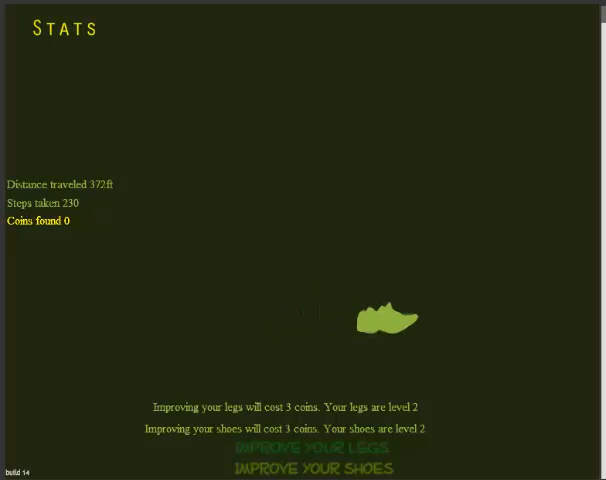 Stats
Distance traveled 372ft
Steps taken 230
Coins found 0
Improving your legs will cost 3 coins. Your legs are level 2
Improving your shoes will cost 3 coins. Your shoes are level 2
IMPROVE YOUR LEGS
IMPROVE YOUR SHOES
build 14